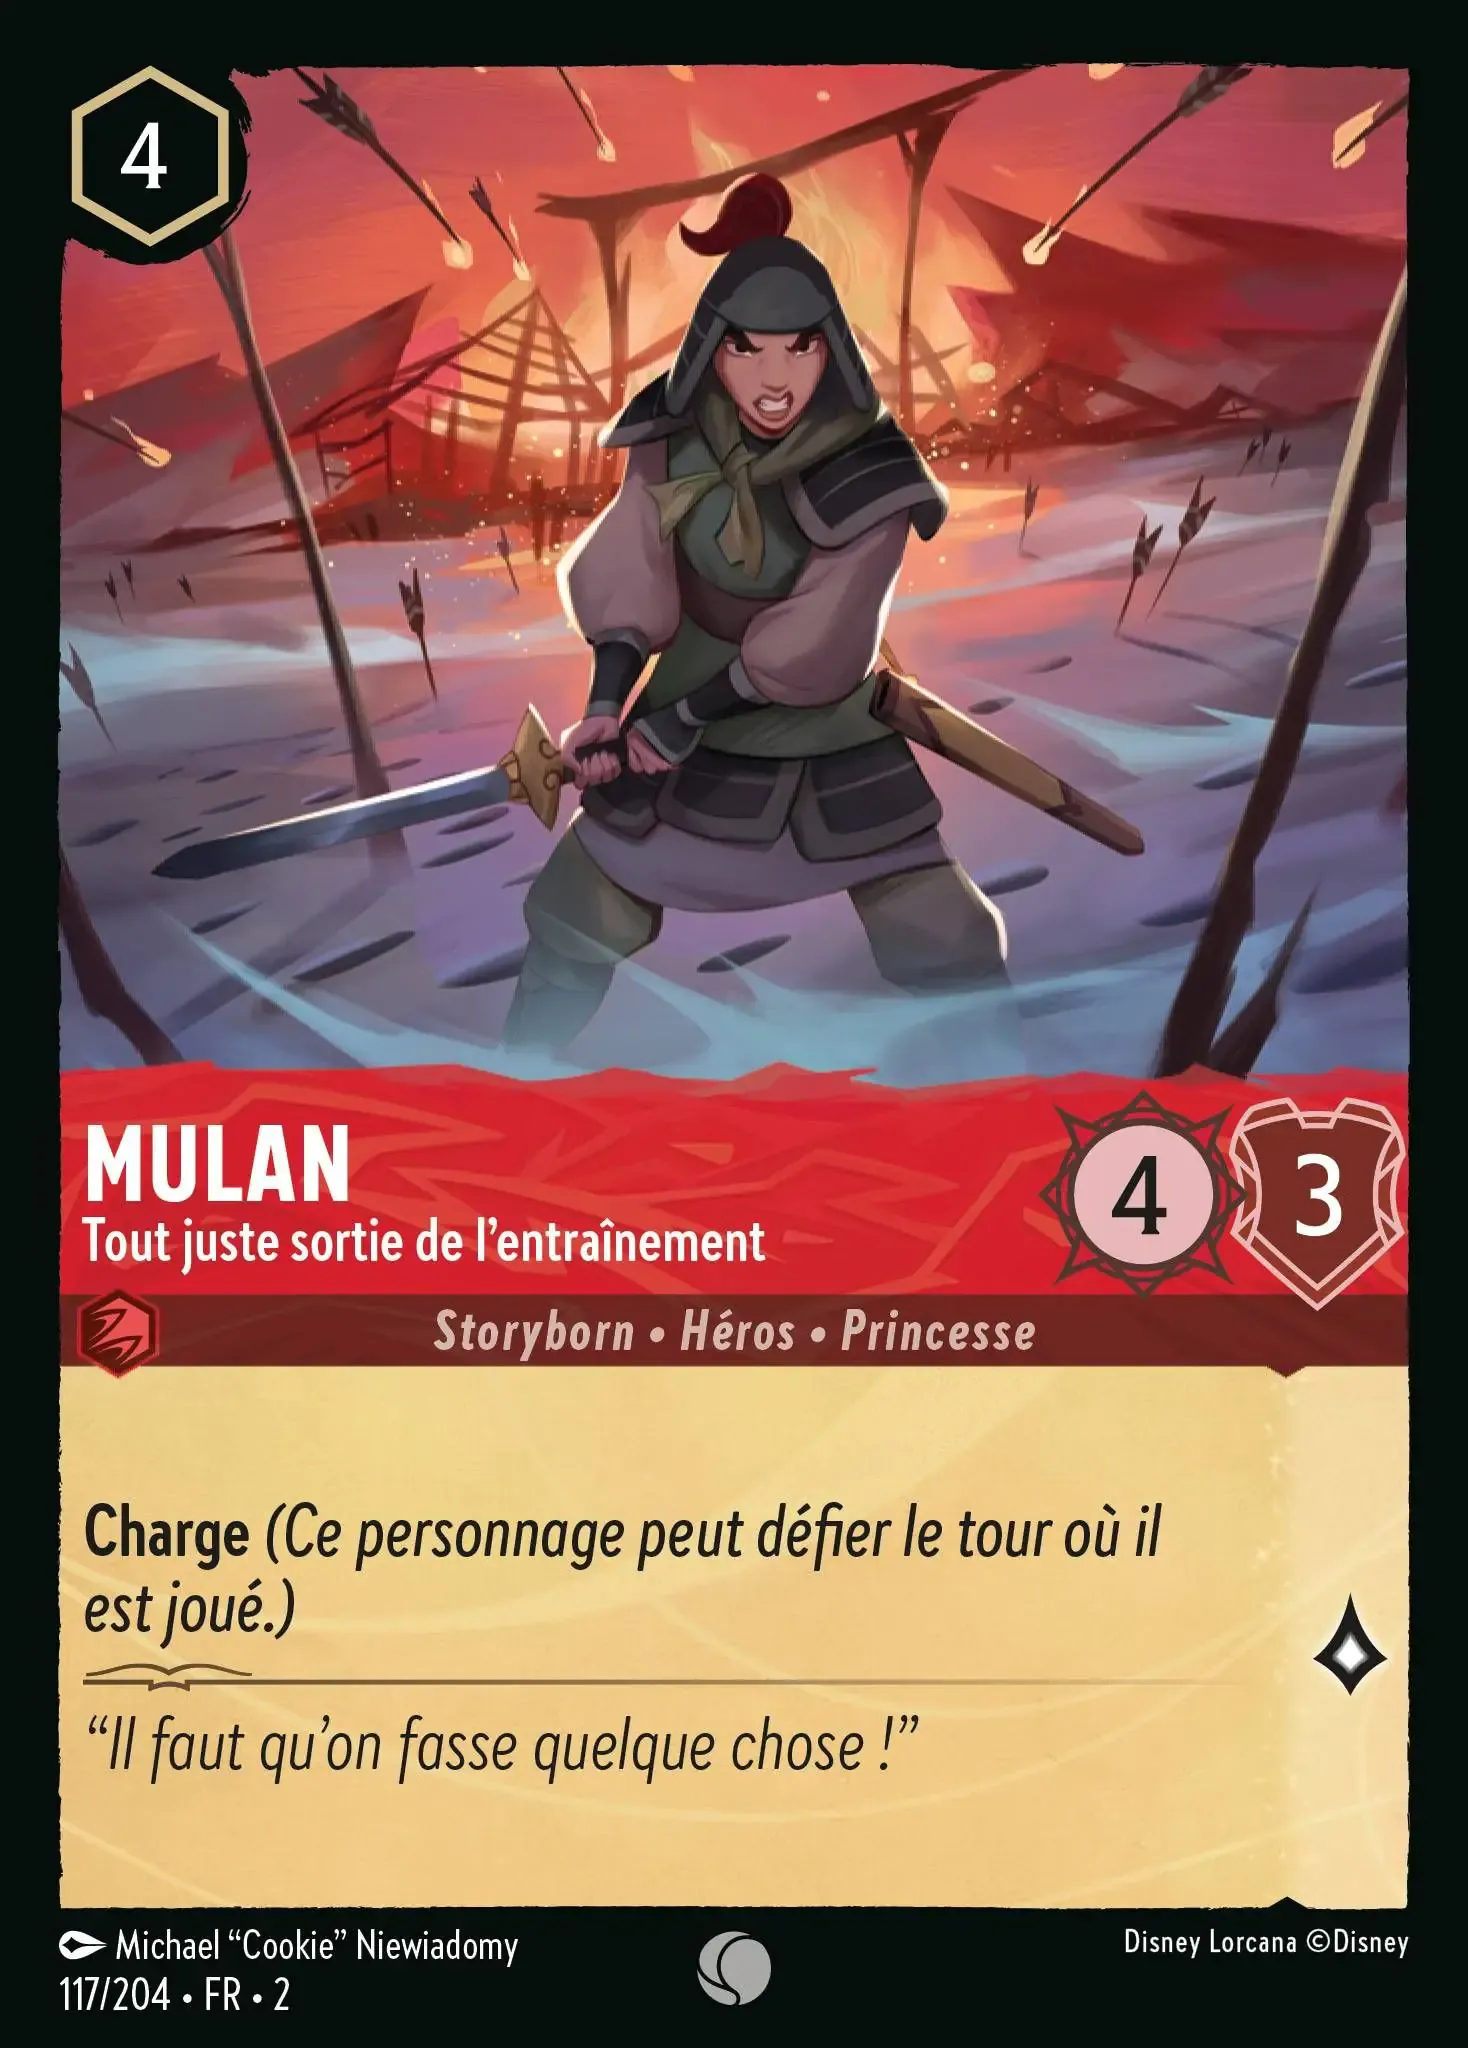 4
MULAN
Tout juste sortie de l’entraînement
4
3
Storyborn • Héros • Princesse
Charge (Ce personnage peut défier le tour où il
est joué.)
“Il faut qu’on fasse quelque chose !”
Michael “Cookie” Niewiadomy
Disney Lorcana ©Disney
117/204 • FR • 2